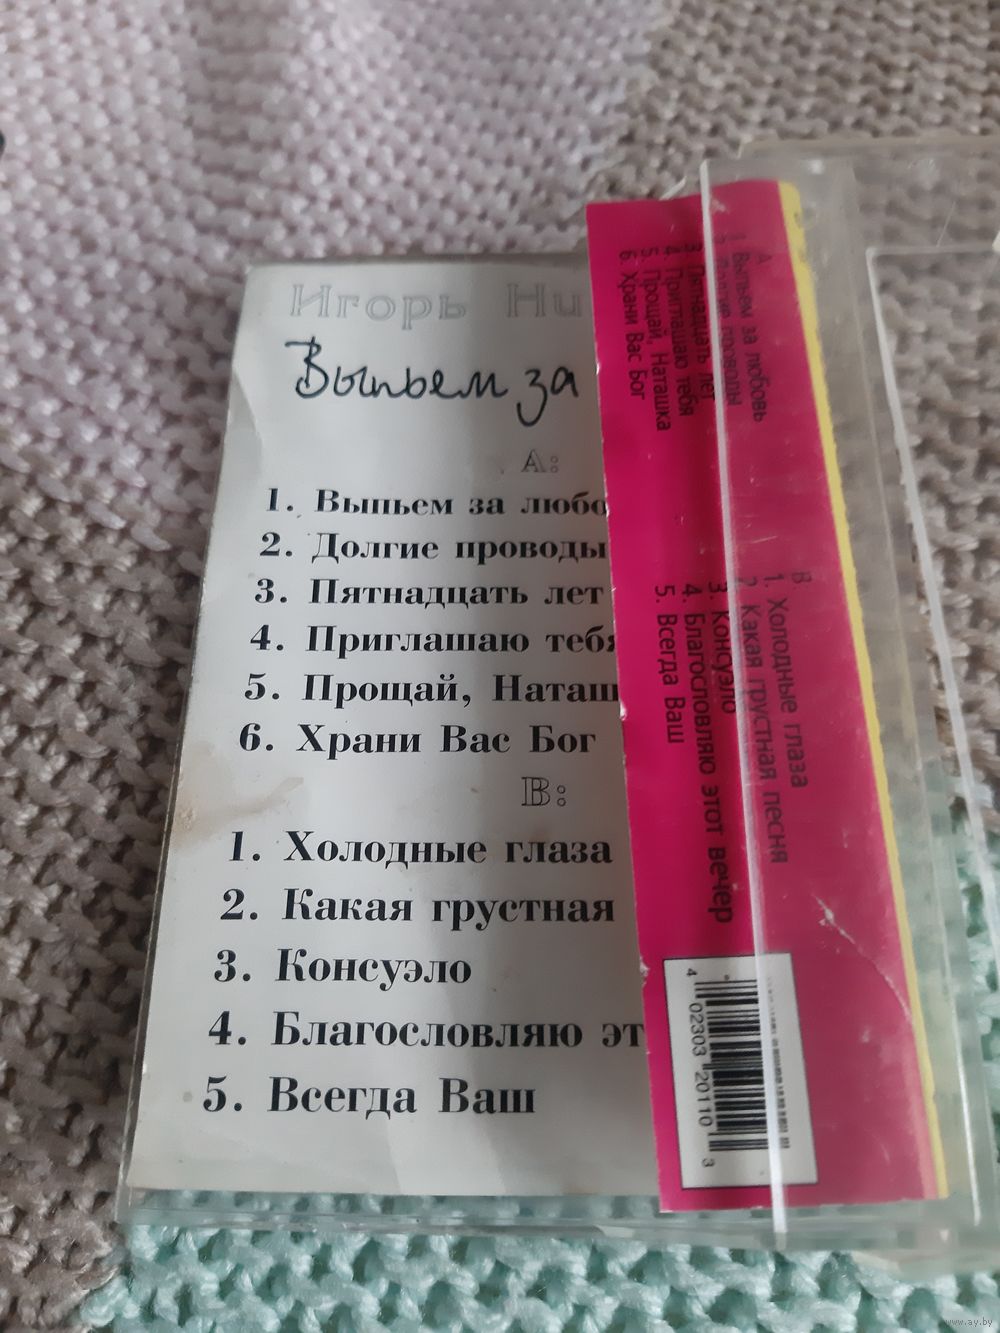 Игорь Ни
Выпьем за
А:
1. Выпьем за любо
2. Долгие проводы
3. Пятнадцать лет
4. Приглашаю тебя
5. Прощай, Наташ
6. Храни Вас Бог
В:
1. Холодные глаза
2. Какая грустная
3. Консуэло
4. Благословляю эт
5. Всегда Ваш
А
1. Выпьем за любовь
2. Долгие проводы
3. Пятнадцать лет
4. Приглашаю тебя
5. Прощай, Наташка
6. Храни Вас Бог
В.
1. Холодные глаза
2. Какая грустная песня
3. Консуэло
4. Благословляю этот вечер
5. Всегда Ваш
4 02303 20110 3
www.ay.by